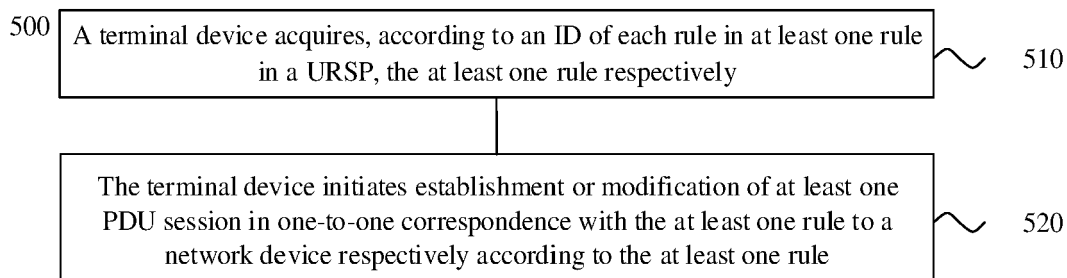 500
A terminal device acquires, according to an ID of each rule in at least one rule
in a URSP, the at least one rule respectively
510
The terminal device initiates establishment or modification of at least one
PDU session in one-to-one correspondence with the at least one rule to a
network device respectively according to the at least one rule
520